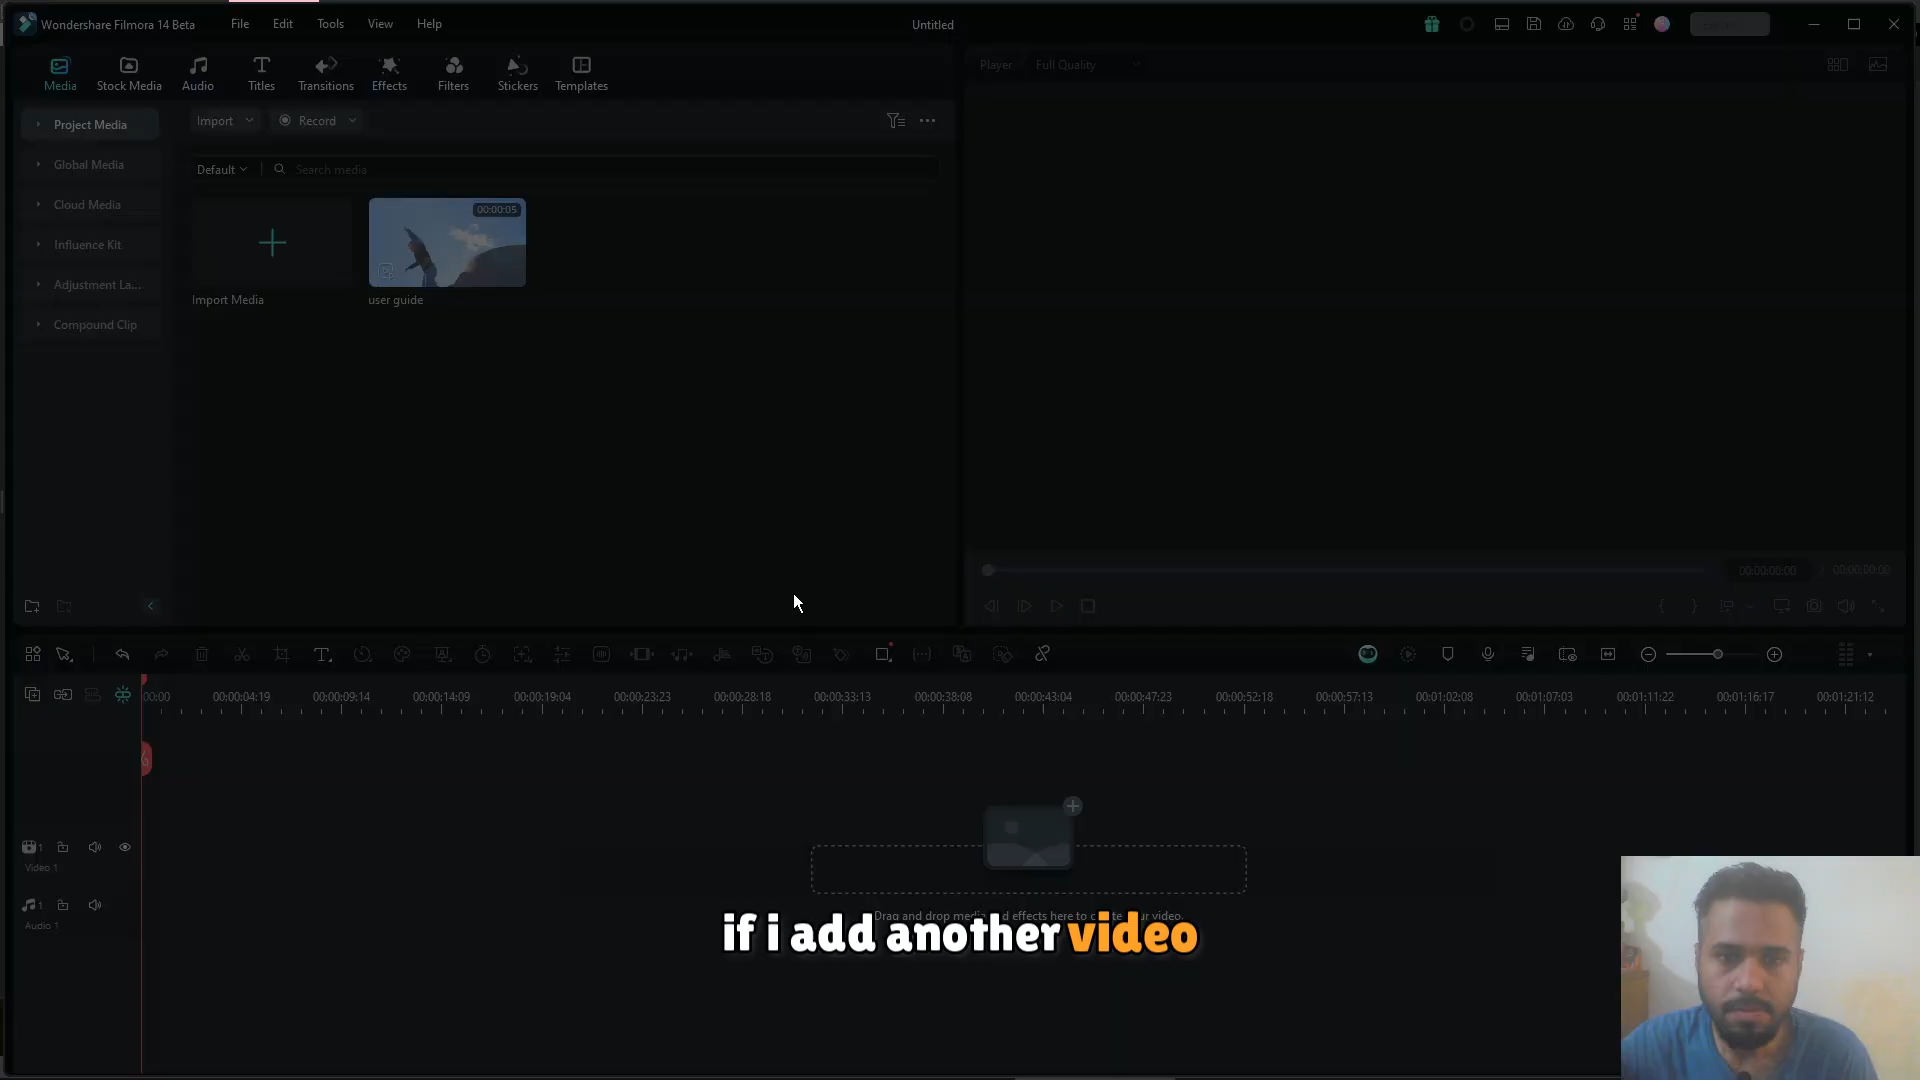 Wondershare Filmora 14 Beta
File
Edit
Tools
View
Help
Untitled
Media
Stock Media
Audio
Titles
Transitions
Effects
Filters
Stickers
Templates
Player
Full Quality
Project Media
Global Media
Cloud Media
Influence Kit
Adjustment La...
Compound Clip
Import
Record
Default
Search media
00:00:05
Import Media
user guide
00:00:00:00
/
00:00:00:00
00:00
00:00:04:19
00:00:09:14
00:00:14:09
00:00:19:04
00:00:23:23
00:00:28:18
00:00:33:13
00:00:38:08
00:00:43:04
00:00:47:23
00:00:52:18
00:00:57:13
00:01:02:08
00:01:07:03
00:01:11:22
00:01:16:17
00:01:21:12
1
Video 1
1
Audio 1
Drag and drop media and effects here to create your video.
if i add another video